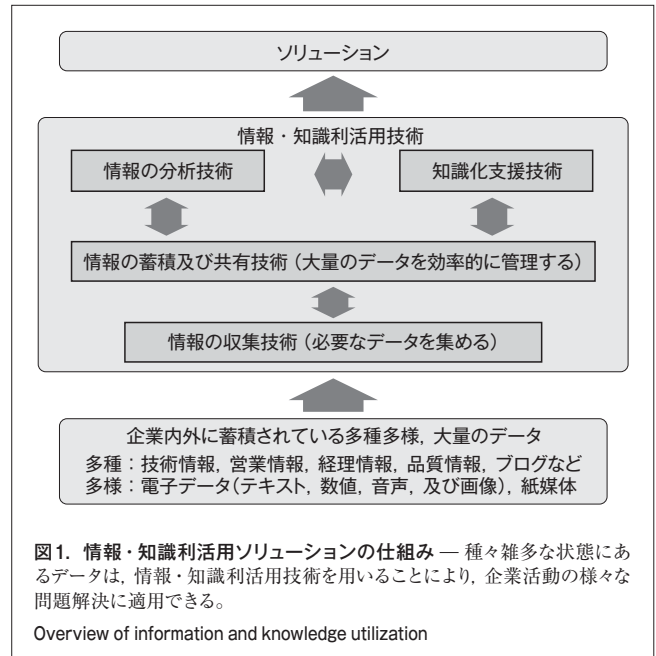 ソリューション
情報・知識利活用技術
情報の分析技術
知識化支援技術
情報の蓄積及び共有技術（大量のデータを効率的に管理する）
情報の収集技術（必要なデータを集める）
企業内外に蓄積されている多種多様，大量のデータ
多種：技術情報，営業情報，経理情報，品質情報，ブログなど
多様：電子データ（テキスト，数値，音声，及び画像），紙媒体
図1．情報・知識利活用ソリューションの仕組み — 種々雑多な状態にあ
るデータは，情報・知識利活用技術を用いることにより，企業活動の様々な
問題解決に適用できる。
Overview of information and knowledge utilization